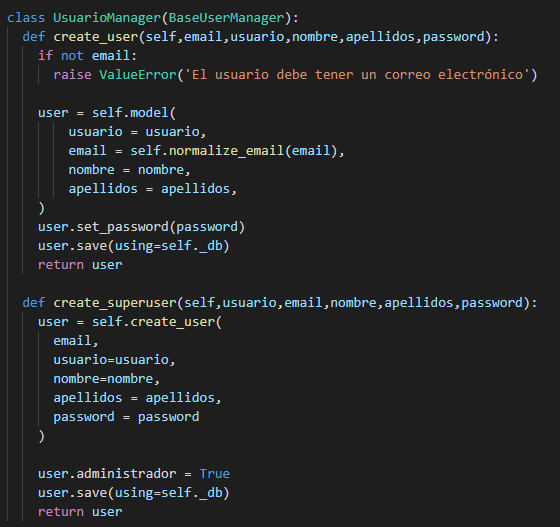 class UsuarioManager(BaseUserManager):
  def create_user(self,email,usuario,nombre,apellidos,password):
    if not email:
      raise ValueError('El usuario debe tener un correo electrónico')

    user = self.model(
        usuario = usuario,
        email = self.normalize_email(email),
        nombre = nombre,
        apellidos = apellidos,
    )
    user.set_password(password)
    user.save(using=self._db)
    return user

  def create_superuser(self,usuario,email,nombre,apellidos,password):
    user = self.create_user(
      email,
      usuario=usuario,
      nombre=nombre,
      apellidos = apellidos,
      password = password
    )

    user.administrador = True
    user.save(using=self._db)
    return user